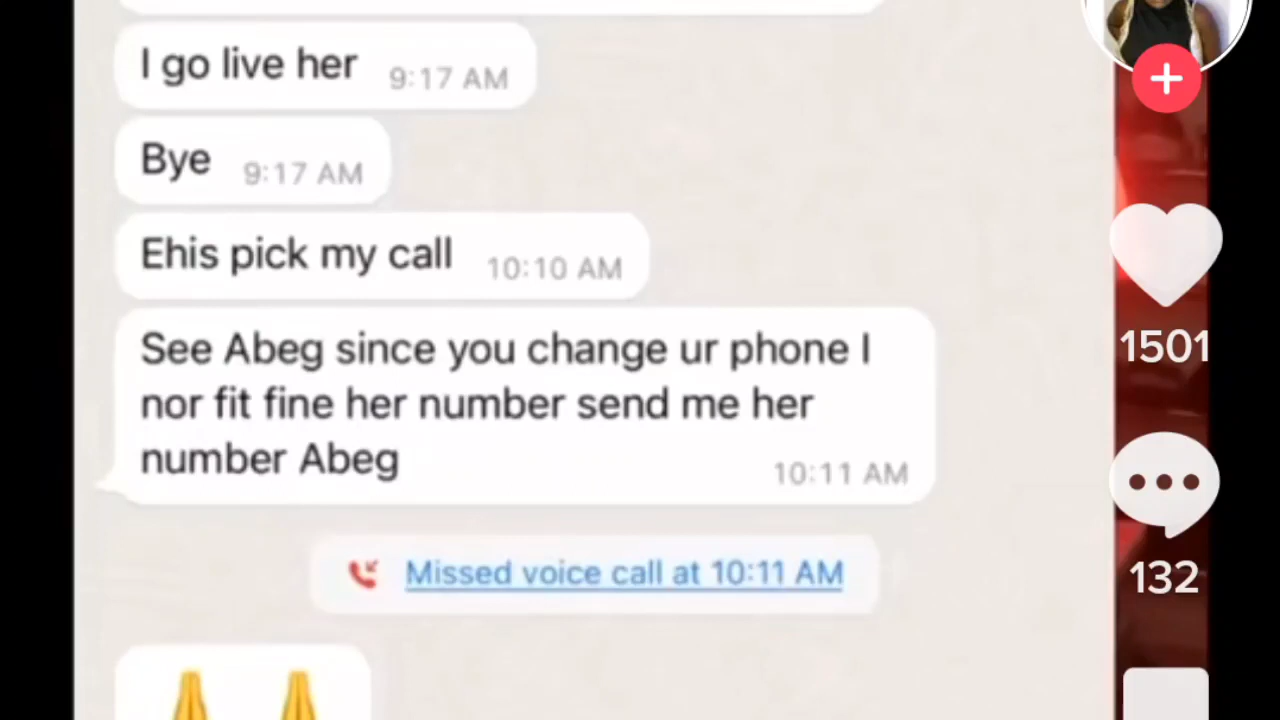 I go live her 9:17 AM
Bye 9:17 AM
Ehis pick my call 10:10 AM
See Abeg since you change ur phone I
nor fit fine her number send me her
number Abeg 10:11 AM
Missed voice call at 10:11 AM
1501
132